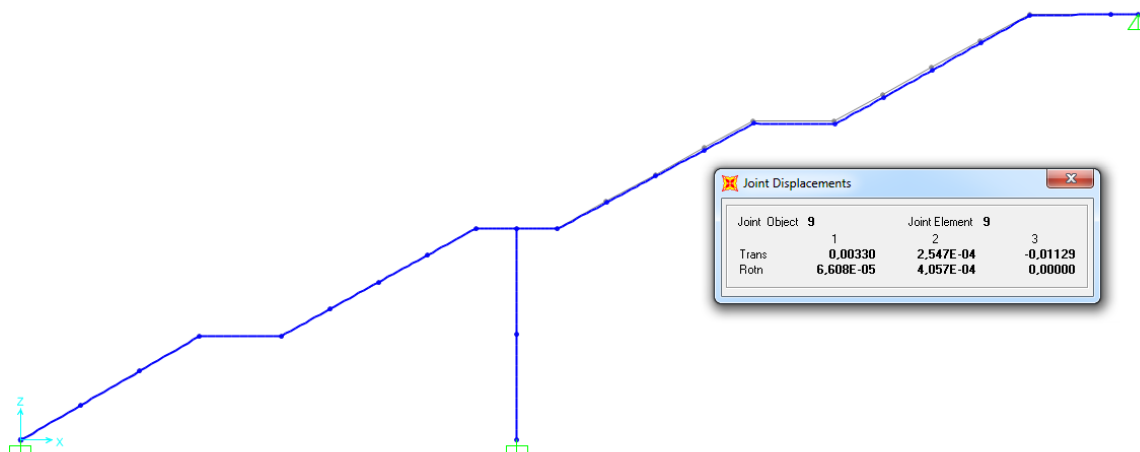 Joint Displacements
Joint Object 9 Joint Element 9
1 2 3
Trans 0,00330 2,547E-04 -0,01129
Rotn 6,608E-05 4,057E-04 0,00000
Z
X